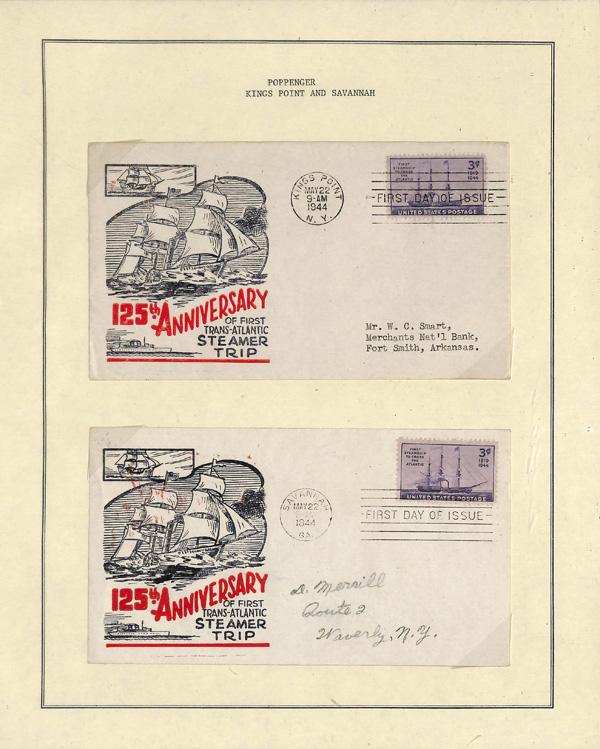 POPPENGER
KINGS POINT AND SAVANNAH
KINGS POINT
MAY 22
9-AM
1944
N.Y.
FIRST
STEAMSHIP
TO CROSS
THE
ATLANTIC
3¢
1819
1944
-FIRST DAY OF ISSUE-
UNITED STATES POSTAGE
125th ANNIVERSARY
OF FIRST
TRANS-ATLANTIC
STEAMER
TRIP
Mr. W. C. Smart,
Merchants Nat'l Bank,
Fort Smith, Arkansas.
SAVANNAH
MAY 22
1944
GA.
FIRST
STEAMSHIP
TO CROSS
THE
ATLANTIC
3¢
1819
1944
UNITED STATES POSTAGE
-FIRST DAY OF ISSUE-
125th ANNIVERSARY
OF FIRST
TRANS-ATLANTIC
STEAMER
TRIP
D. Merrill
Route 2
Waverly, N.Y.